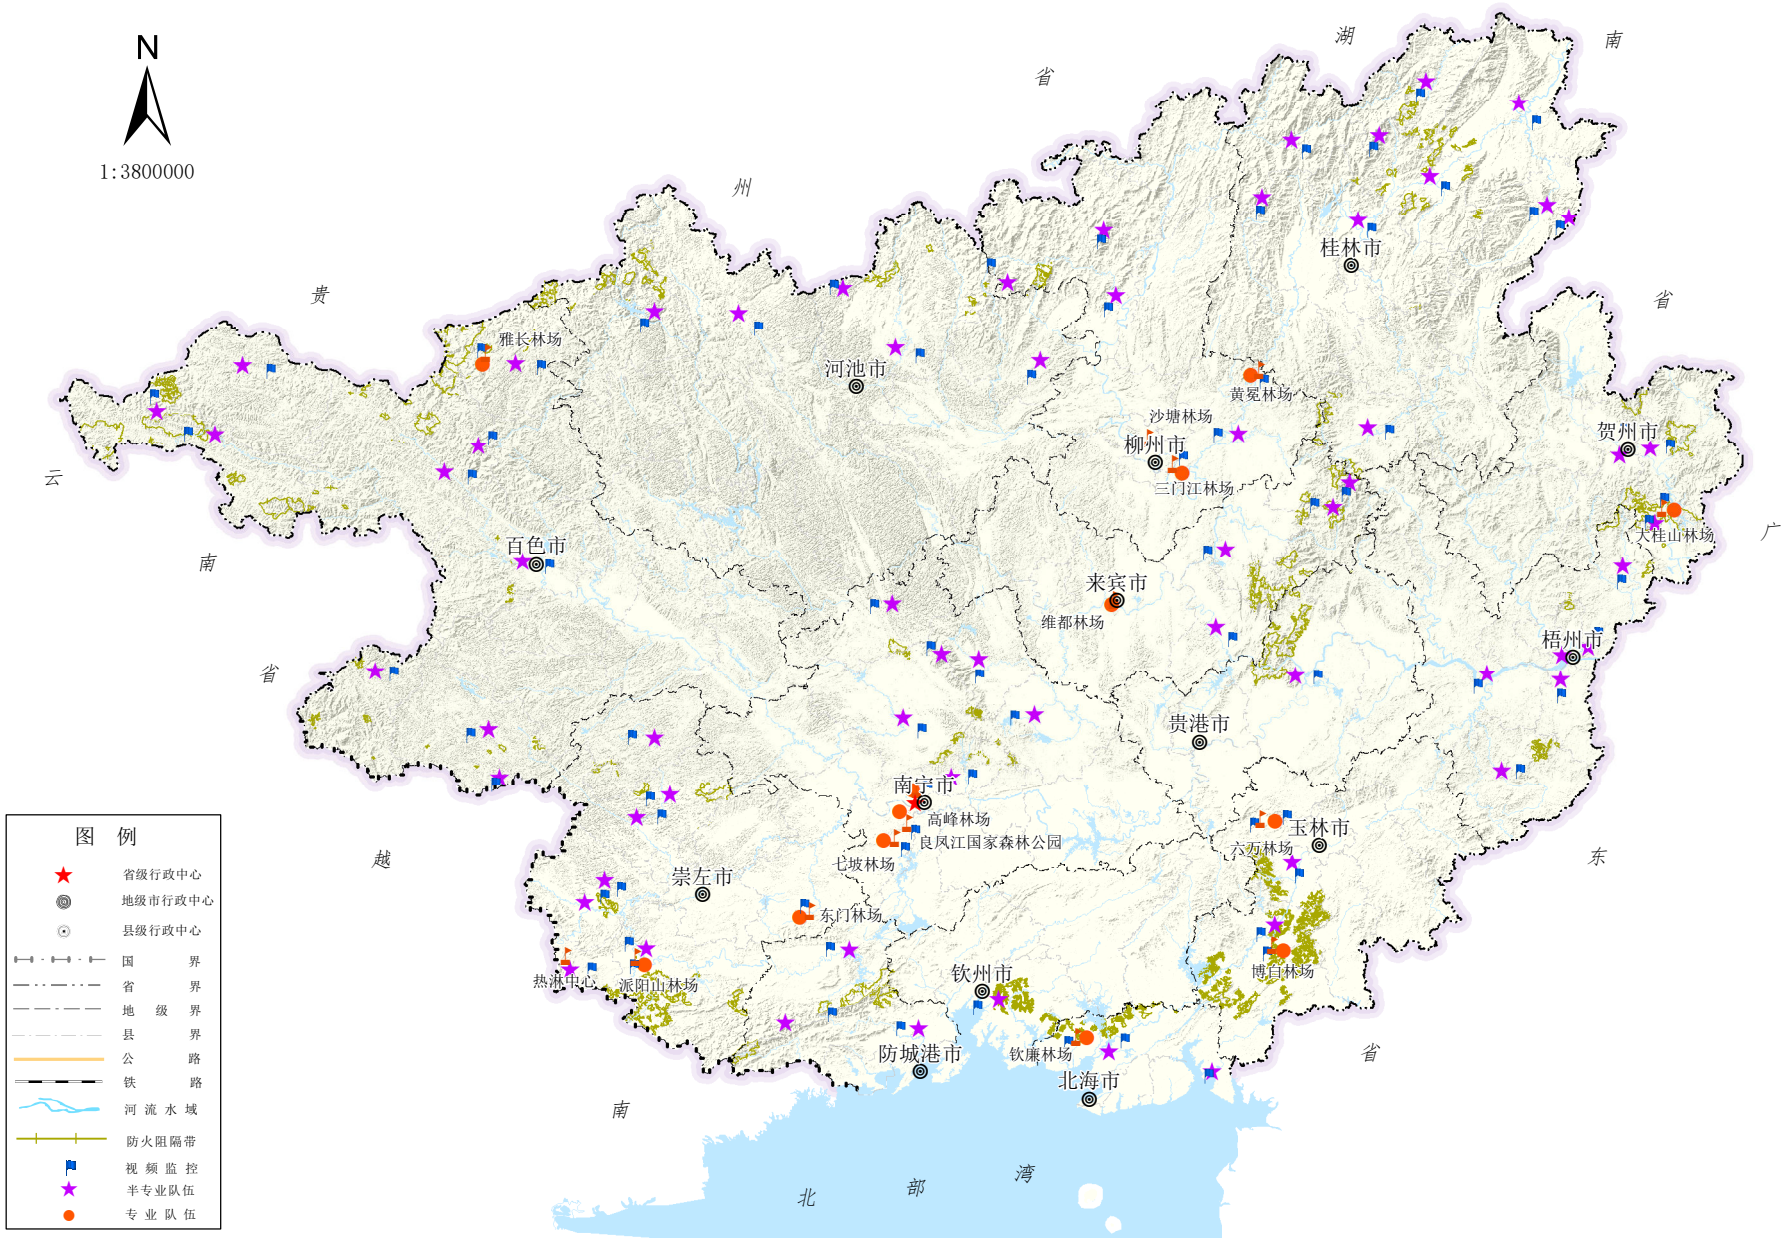 湖
南
N
省
1:3800000
州
桂林市
贵
省
雅长林场
河池市
黄冕林场
沙塘林场
柳州市
贺州市
三门江林场
云
大桂山林场
广
百色市
南
来宾市
维都林场
梧州市
省
贵港市
南宁市
高峰林场
良凤江国家森林公园
七坡林场
玉林市
六万林场
越
东
崇左市
东门林场
热淋中心
派阳山林场
钦州市
博白林场
防城港市
钦廉林场
省
北海市
南
北部湾
图 例
省级行政中心
地级市行政中心
县级行政中心
国 界
省 界
地 级 界
县 界
公 路
铁 路
河 流 水 域
防火阻隔带
视 频 监 控
半专业队伍
专 业 队 伍